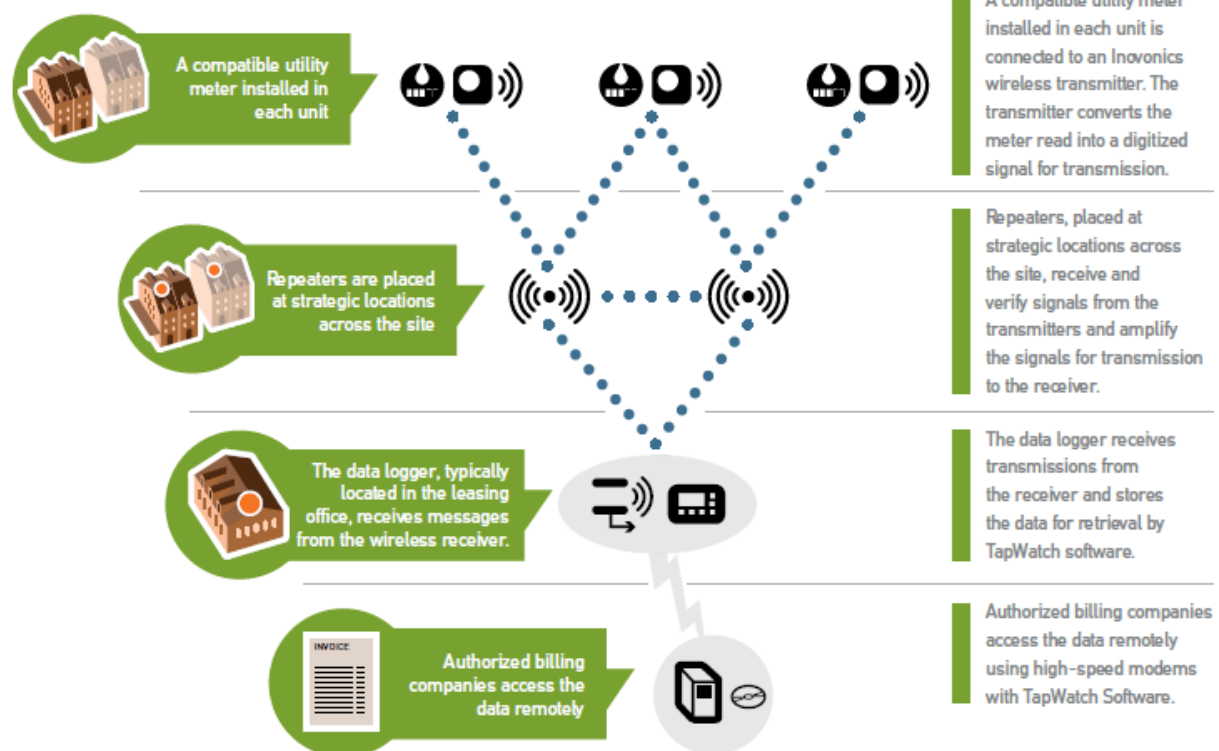 A compatible utility
meter installed in
each unit
A compatible utility meter
installed in each unit is
connected to an Inovonics
wireless transmitter. The
transmitter converts the
meter read into a digitized
signal for transmission.
Repeaters are placed
at strategic locations
across the site
Repeaters, placed at
strategic locations across
the site, receive and
verify signals from the
transmitters and amplify
the signals for transmission
to the receiver.
The data logger, typically
located in the leasing
office, receives messages
from the wireless receiver.
The data logger receives
transmissions from
the receiver and stores
the data for retrieval by
TapWatch software.
INVOICE
Authorized billing
companies access the
data remotely
Authorized billing companies
access the data remotely
using high-speed modems
with TapWatch Software.